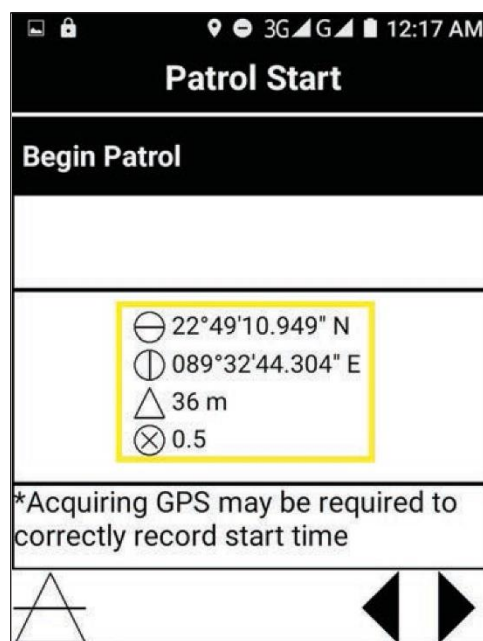 3G G 12:17 AM
Patrol Start
Begin Patrol
22°49'10.949" N
089°32'44.304" E
36 m
0.5
*Acquiring GPS may be required to
correctly record start time